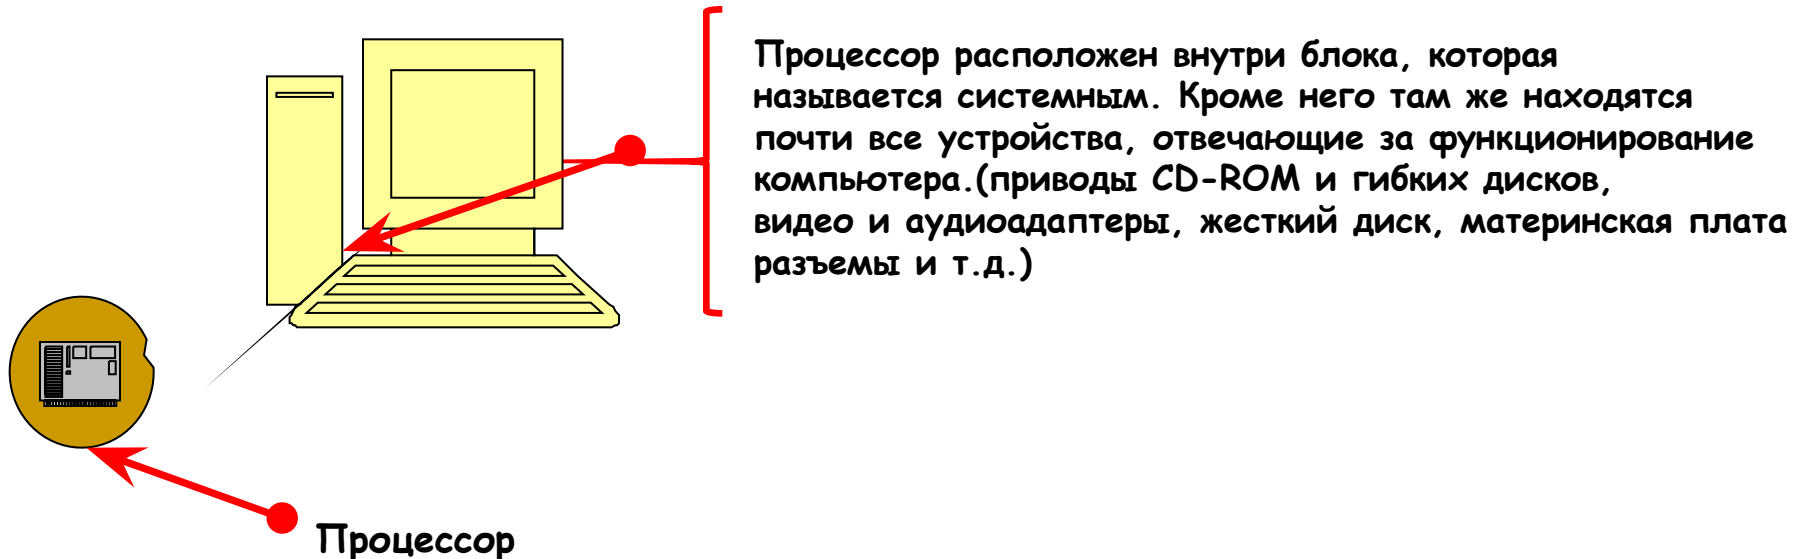 Процессор расположен внутри блока, которая
называется системным. Кроме него там же находятся
почти все устройства, отвечающие за функционирование
компьютера.(приводы CD-ROM и гибких дисков,
видео и аудиоадаптеры, жесткий диск, материнская плата
разъемы и т.д.)
Процессор